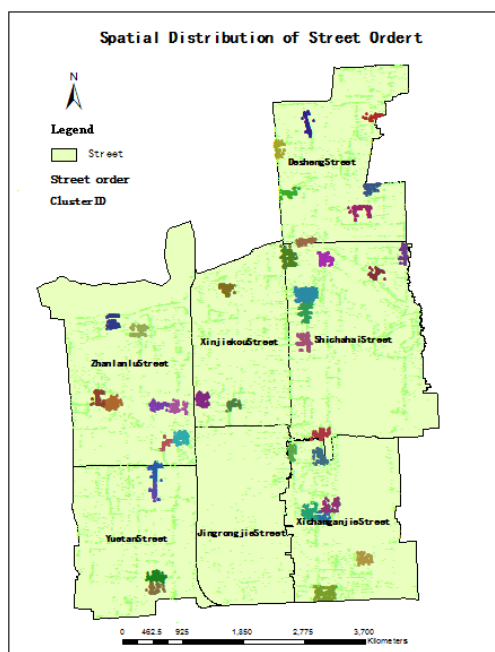 Spatial Distribution of Street Ordert
N
Legend
Street
Street order
ClusterID
DeshengStreet
XinjiekouStreet
ShichahaiStreet
ZhanlanluStreet
YuetanStreet
JingrongjieStreet
XichanganjieStreet
0 462.5 925 1,850 2,775 3,700
Kilometers